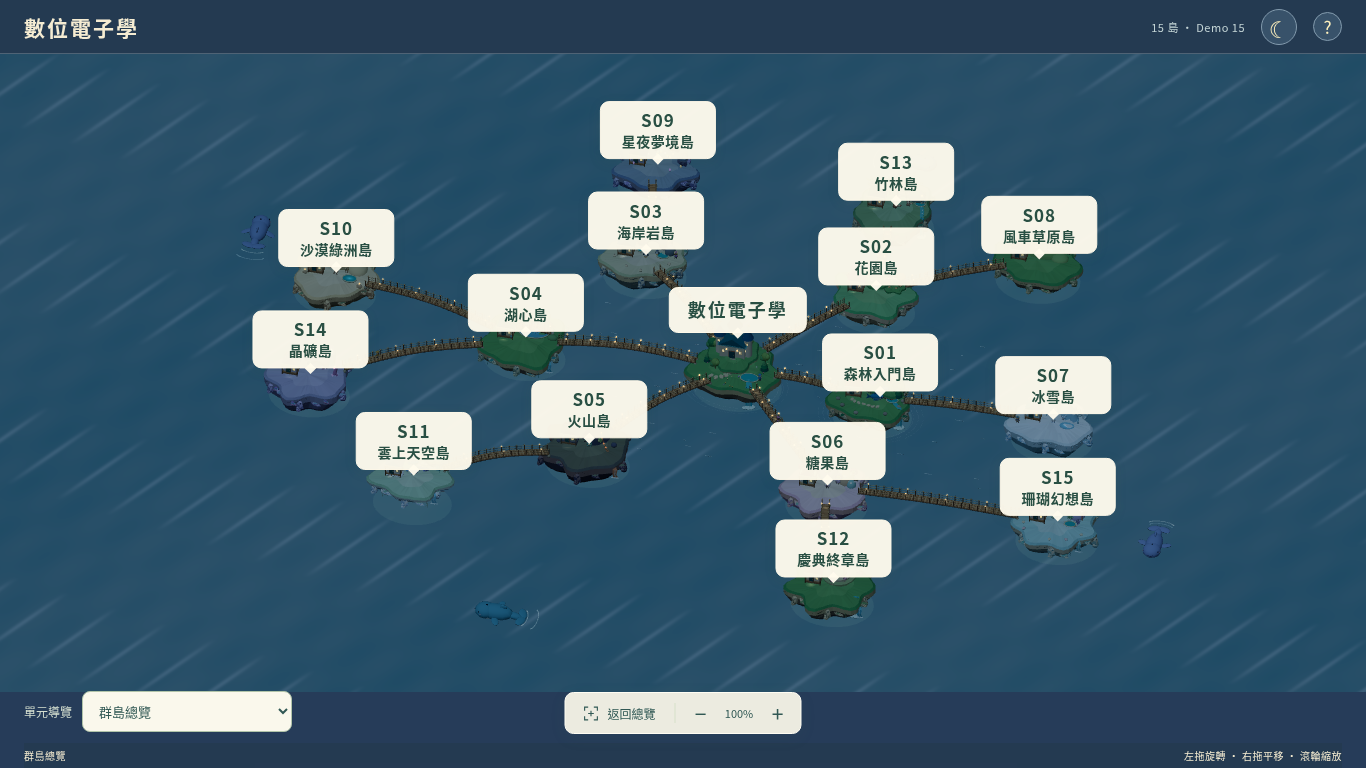 數位電子學
15 島 · Demo 15
?
S09
星夜夢境島
S13
竹林島
S03
海岸岩島
S08
風車草原島
S10
沙漠綠洲島
S02
花園島
S04
湖心島
數位電子學
S14
晶礦島
S01
森林入門島
S07
冰雪島
S05
火山島
S11
雲上天空島
S06
糖果島
S15
珊瑚幻想島
S12
慶典終章島
單元導覽
群島總覽
返回總覽
− 100% +
群島總覽
左拖旋轉 · 右拖平移 · 滾輪縮放